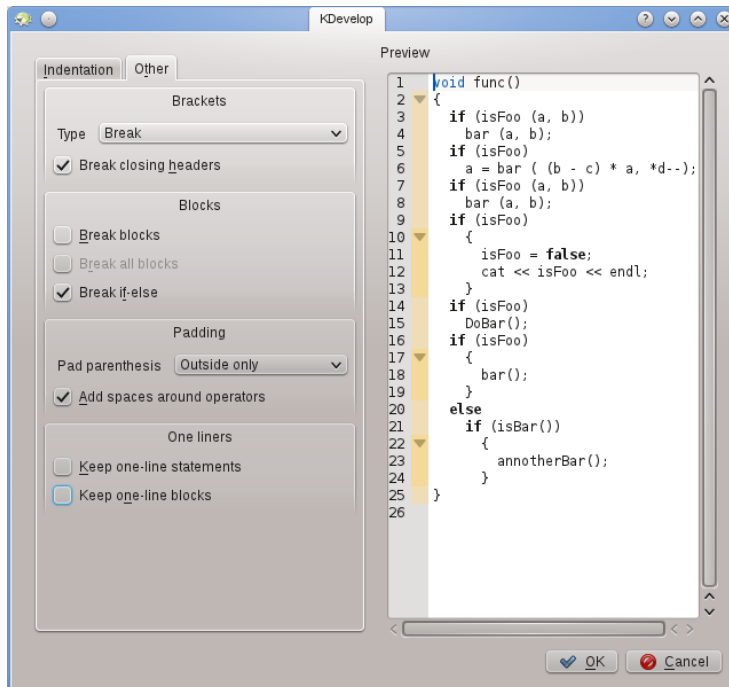 KDevelop
Indentation
Other
Brackets
Type Break
Break closing headers
Blocks
Break blocks
Break all blocks
Break if-else
Padding
Pad parenthesis Outside only
Add spaces around operators
One liners
Keep one-line statements
Keep one-line blocks
Preview
1 void func()
2 {
3 if (isFoo (a, b))
4 bar (a, b);
5 if (isFoo)
6 a = bar ( (b - c) * a, *d--);
7 if (isFoo (a, b))
8 bar (a, b);
9 if (isFoo)
10 {
11 isFoo = false;
12 cat << isFoo << endl;
13 }
14 if (isFoo)
15 DoBar();
16 if (isFoo)
17 {
18 bar();
19 }
20 else
21 if (isBar())
22 {
23 annotherBar();
24 }
25 }
26
OK
Cancel